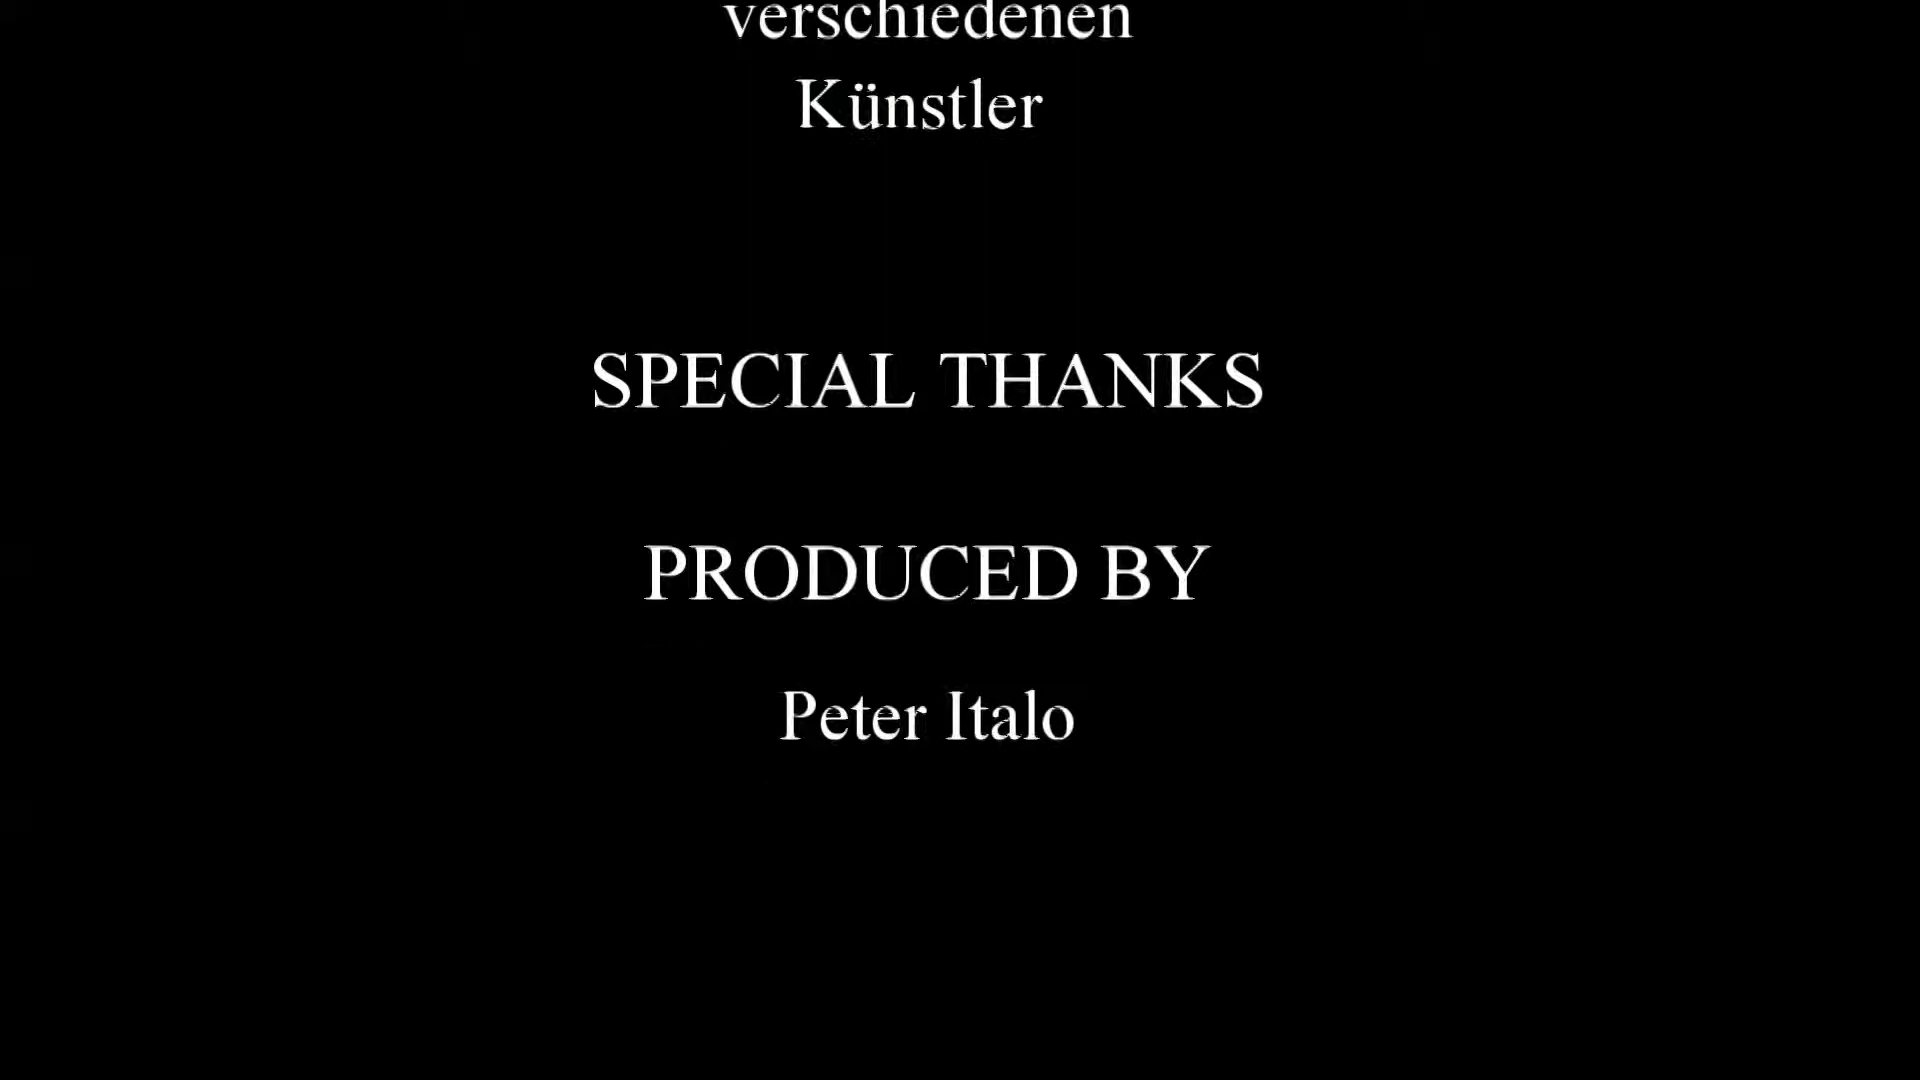 verschiedenen
Künstler
SPECIAL THANKS
PRODUCED BY
Peter Italo